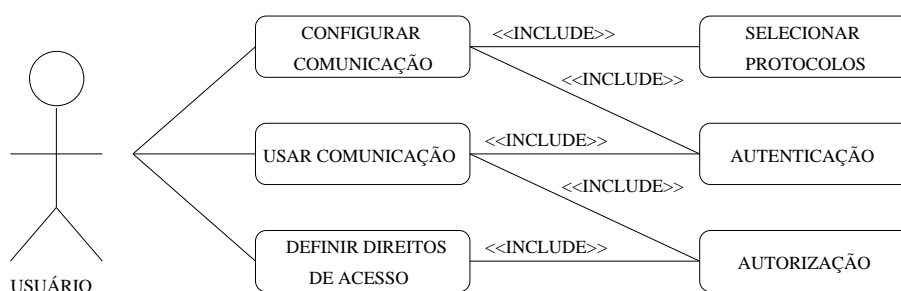 CONFIGURAR
COMUNICAÇÃO
<<INCLUDE>>
SELECIONAR
PROTOCOLOS
<<INCLUDE>>
USAR COMUNICAÇÃO
<<INCLUDE>>
AUTENTICAÇÃO
<<INCLUDE>>
DEFINIR DIREITOS
DE ACESSO
<<INCLUDE>>
AUTORIZAÇÃO
USUÁRIO